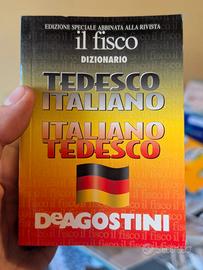 EDIZIONE SPECIALE ABBINATA ALLA RIVISTA
il fisco
DIZIONARIO
TEDESCO
ITALIANO
ITALIANO
TEDESCO
DeAGOSTINI